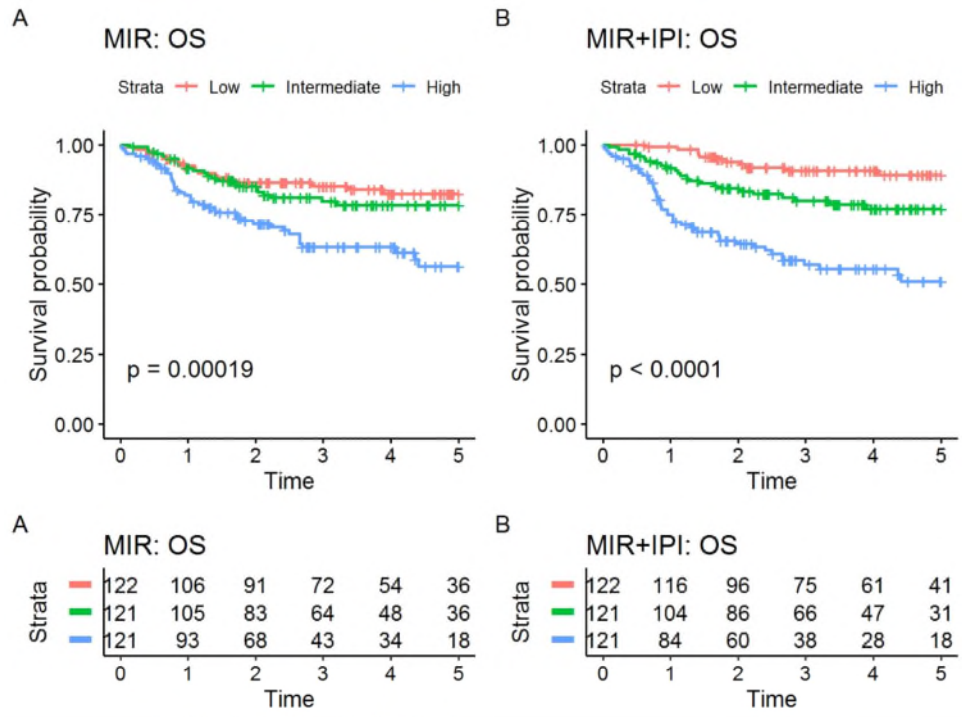 A
MIR: OS
Strata Low Intermediate High
1.00
0.75
0.50
0.25
0.00
Survival probability
p = 0.00019
0 1 2 3 4 5
Time
B
MIR+IPI: OS
Strata Low Intermediate High
1.00
0.75
0.50
0.25
0.00
Survival probability
p < 0.0001
0 1 2 3 4 5
Time
A
MIR: OS
Strata
122 106 91 72 54 36
121 105 83 64 48 36
121 93 68 43 34 18
0 1 2 3 4 5
Time
B
MIR+IPI: OS
Strata
122 116 96 75 61 41
121 104 86 66 47 31
121 84 60 38 28 18
0 1 2 3 4 5
Time